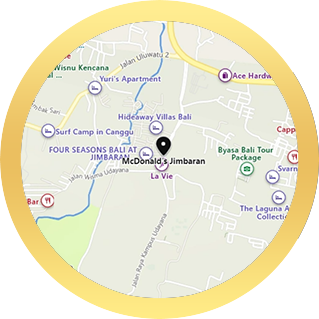 Jalan Uluwatu 2
Wisnu Kencana
Yuri's Apartment
Ace Hardw
Hideaway Villas Bali
Surf Camp in Canggu
Capp
FOUR SEASONS BALI AT
JIMBARAN
McDonald's Jimbaran
Byasa Bali Tour
Package
La Vie
Svarn
Jalan Wisma Udayana
Bar
The Laguna A
Collection
Jalan Raya Kampus Udayana